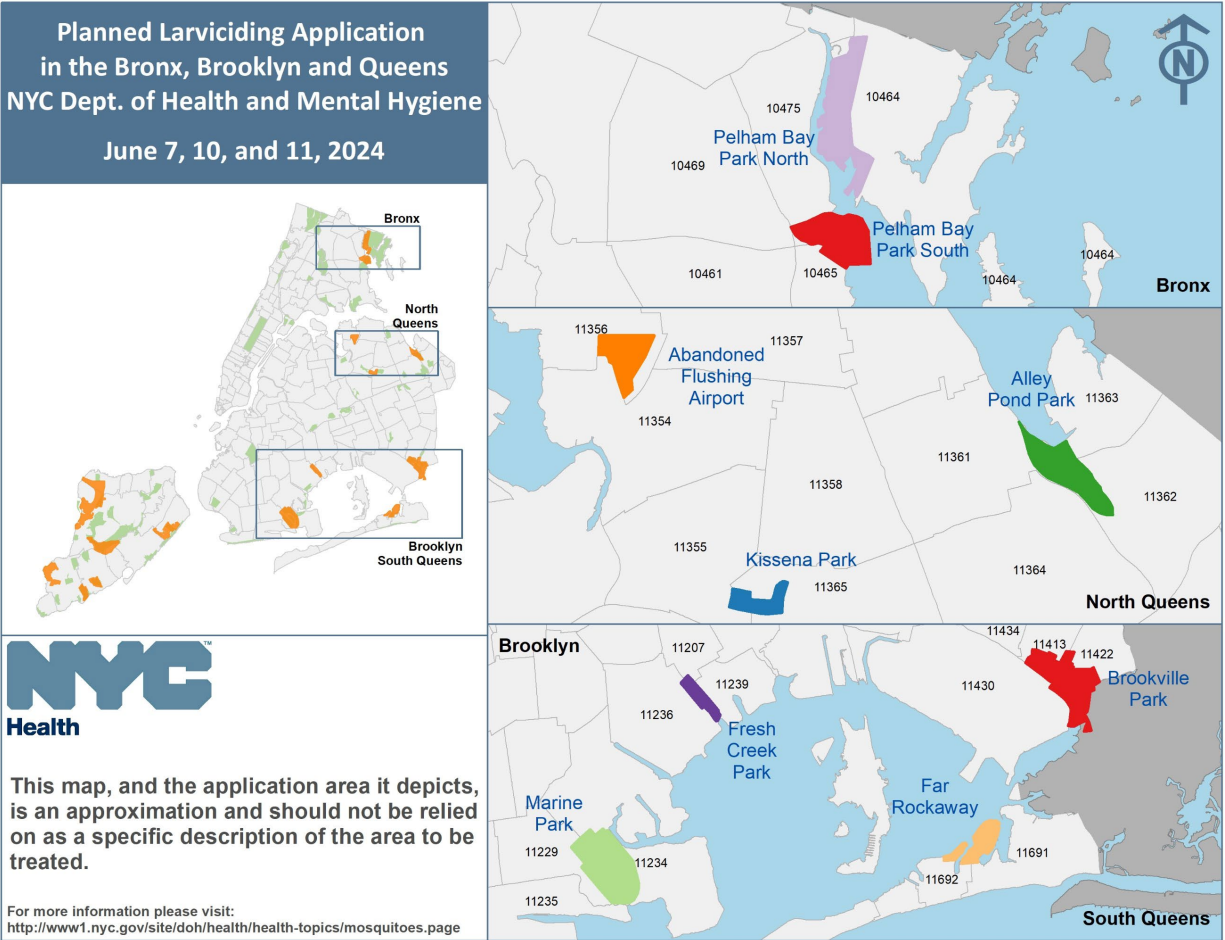 Planned Larviciding Application
in the Bronx, Brooklyn and Queens
NYC Dept. of Health and Mental Hygiene
June 7, 10, and 11, 2024
Bronx
North
Queens
Brooklyn
South Queens
NYC™
Health
This map, and the application area it depicts,
is an approximation and should not be relied
on as a specific description of the area to be
treated.
For more information please visit:
http://www1.nyc.gov/site/doh/health/health-topics/mosquitoes.page
N
10475
10464
Pelham Bay
Park North
10469
Pelham Bay
Park South
10461
10465
10464
10464
Bronx
11356
11357
Abandoned
Flushing
Airport
Alley
Pond Park
11363
11354
11361
11358
11362
11355
Kissena Park
11365
11364
North Queens
Brooklyn
11207
11434
11413
11422
11239
11430
Brookville
Park
11236
Fresh
Creek
Park
Far
Rockaway
Marine
Park
11229
11234
11691
11692
11235
South Queens